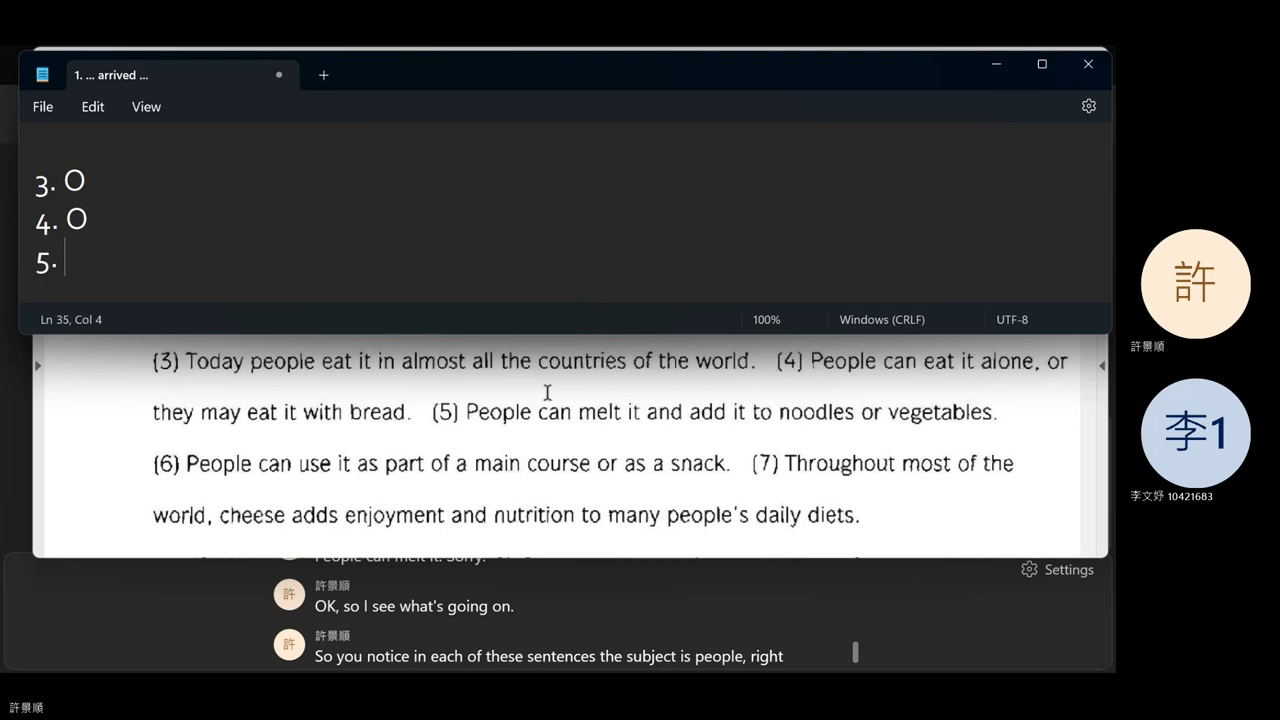 1. ... arrived ...
File Edit View
3. O
4. O
5.
Ln 35, Col 4 100% Windows (CRLF) UTF-8
(3) Today people eat it in almost all the countries of the world. (4) People can eat it alone, or
they may eat it with bread. (5) People can melt it and add it to noodles or vegetables.
(6) People can use it as part of a main course or as a snack. (7) Throughout most of the
world, cheese adds enjoyment and nutrition to many people's daily diets.
People can melt it. Sorry.
Settings
許
許景順
OK, so I see what's going on.
許
許景順
So you notice in each of these sentences the subject is people, right
許
許景順
李1
李文妤 10421683
許景順